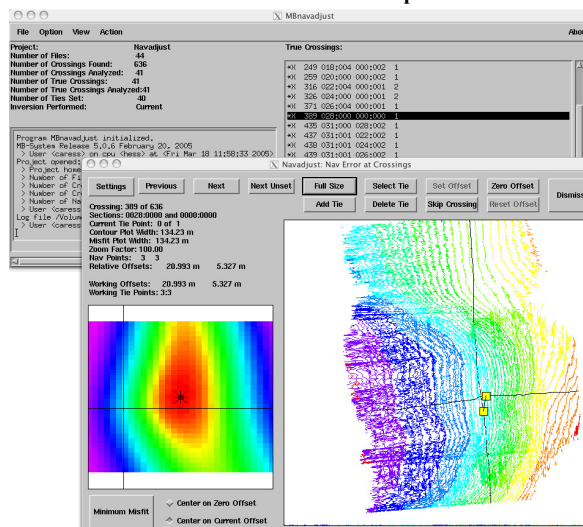 MBnavadjust
File Option View Action Abou
Project: Navadjust
Number of Files: 44
Number of Crossings Found: 636
Number of Crossings Analyzed: 41
Number of True Crossings: 41
Number of True Crossings Analyzed:41
Number of Ties Set: 40
Inversion Performed: Current
True Crossings:
*X 249 018:004 000:002 1
*X 259 020:000 000:002 1
*X 316 022:004 000:001 2
*X 326 024:000 000:001 2
*X 371 026:004 000:001 1
*X 389 028:000 000:000 1
*X 435 031:000 028:002 1
*X 437 031:001 022:002 1
*X 438 031:001 024:002 1
*X 439 031:001 026:002 1
Program MBnavadjust initialized.
MB-System Release 5.0.6 February 20, 2005
> User <caress> on cpu <hess> at <Fri Mar 18 11:58:33 2005>
Project opened:
> Project home
> Number of Fi
> Number of Cr
> Number of Cr
> Number of Na
Log file /Volum
> User <caress
Navadjust: Nav Error at Crossings
Settings Previous Next Next Unset Full Size Select Tie Set Offset Zero Offset Dismiss
Add Tie Delete Tie Skip Crossing Reset Offset
Crossing: 389 of 636
Sections: 0028:0000 and 0000:0000
Current Tie Point: 0 of 1
Contour Plot Width: 134.23 m
Misfit Plot Width: 134.23 m
Zoom Factor: 100.00
Nav Points: 3 3
Relative Offsets: 20.993 m 5.327 m
Working Offsets: 20.993 m 5.327 m
Working Tie Points: 3:3
Minimum Misfit
Center on Zero Offset
Center on Current Offset